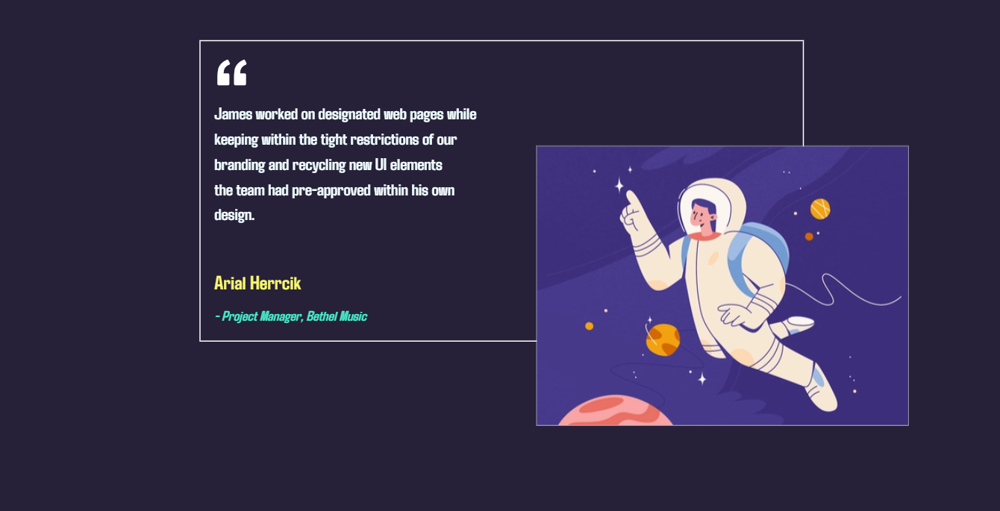 “
James worked on designated web pages while
keeping within the tight restrictions of our
branding and recycling new UI elements
the team had pre-approved within his own
design.
Arial Herrcik
- Project Manager, Bethel Music